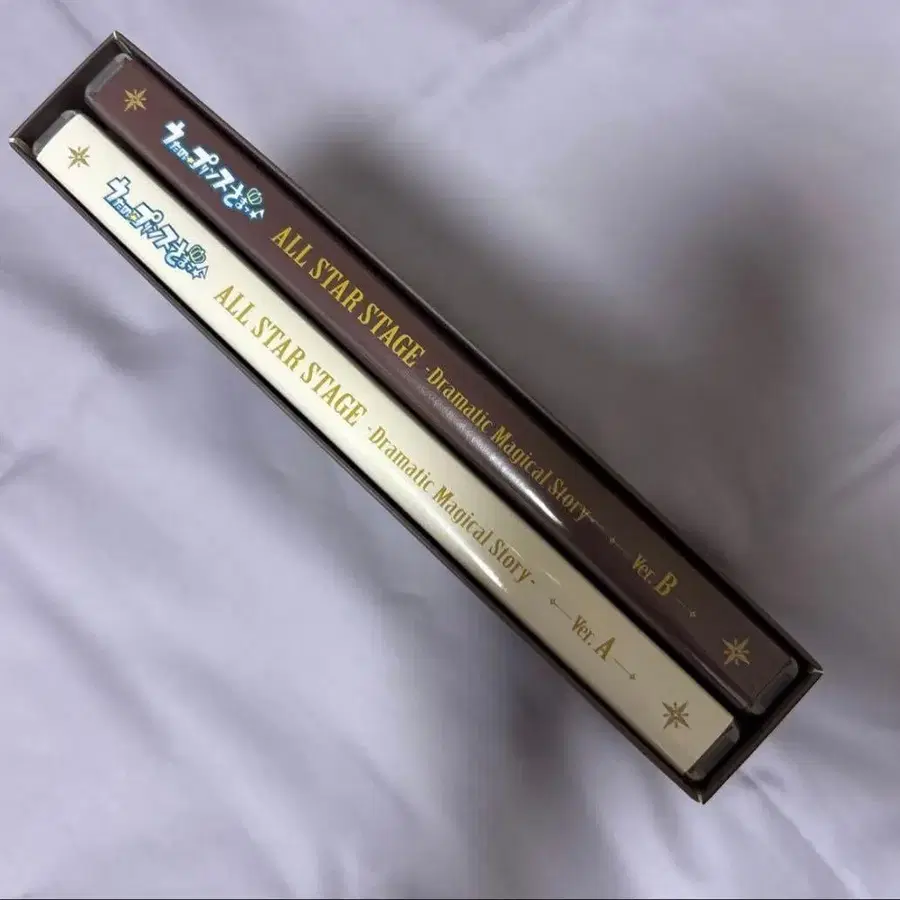 うたの☆プリンスさまっ♪ ALL STAR STAGE -Dramatic Magical Story- Ver. B
うたの☆プリンスさまっ♪ ALL STAR STAGE -Dramatic Magical Story- Ver. A